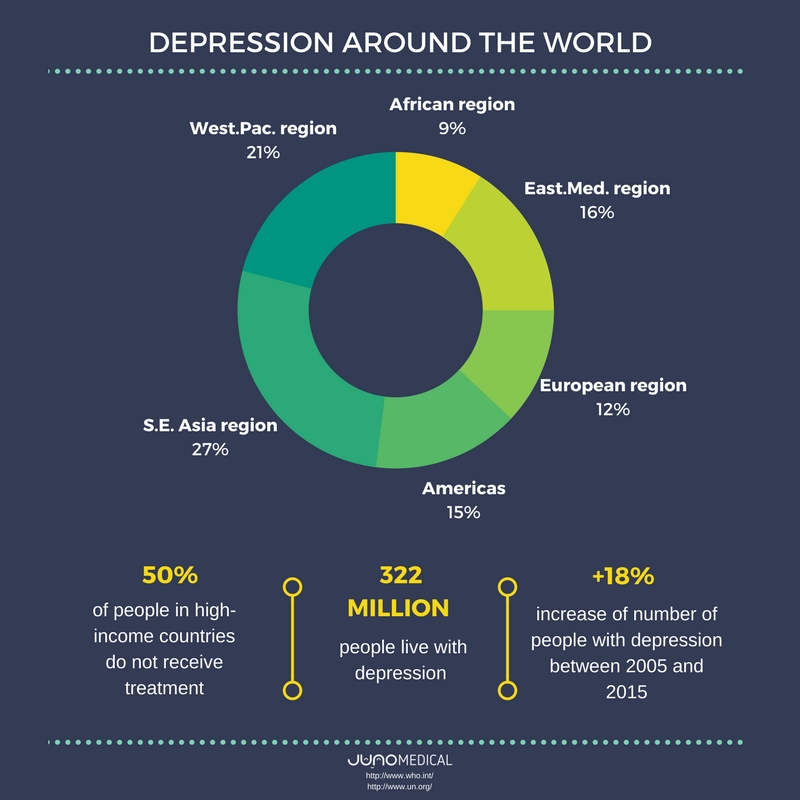 DEPRESSION AROUND THE WORLD
African region
9%
West.Pac. region
21%
East.Med. region
16%
European region
12%
S.E. Asia region
27%
Americas
15%
50%
of people in high-
income countries
do not receive
treatment
322
MILLION
people live with
depression
+18%
increase of number of
people with depression
between 2005 and
2015
JUNOMEDICAL
http://www.who.int/
http://www.un.org/